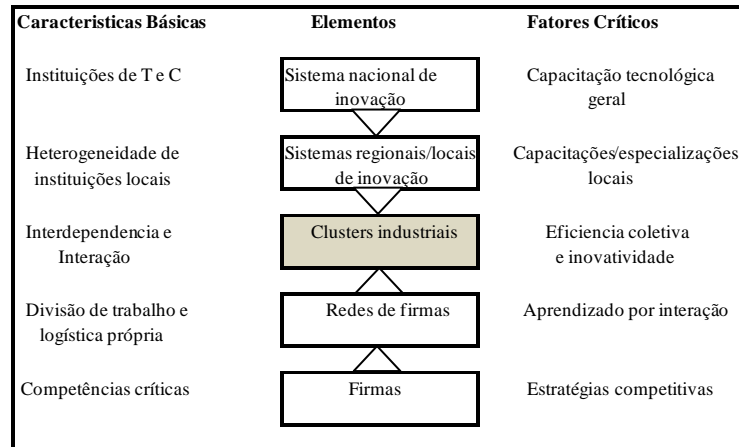 Caracteristicas Básicas Elementos Fatores Críticos
Instituições de T e C Sistema nacional de Capacitação tecnológica
inovação geral
Heterogeneidade de Sistemas regionais/locais Capacitações/especializações
instituições locais de inovação locais
Interdependencia e Clusters industriais Eficiencia coletiva
Interação e inovatividade
Divisão de trabalho e Redes de firmas Aprendizado por interação
logística própria
Competências críticas Firmas Estratégias competitivas